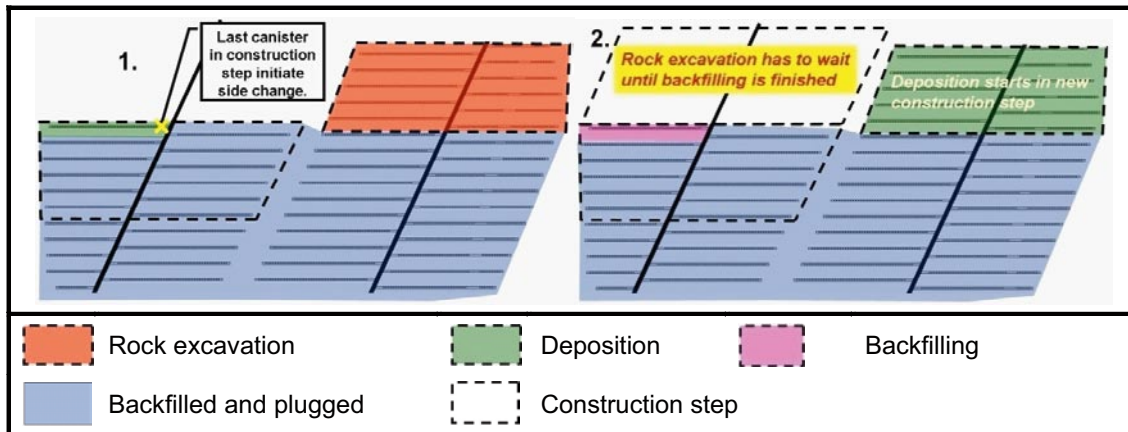 1.
Last canister
in construction
step initiate
side change.
2.
Rock excavation has to wait
until backfilling is finished
Deposition starts in new
construction step
Rock excavation
Deposition
Backfilling
Backfilled and plugged
Construction step